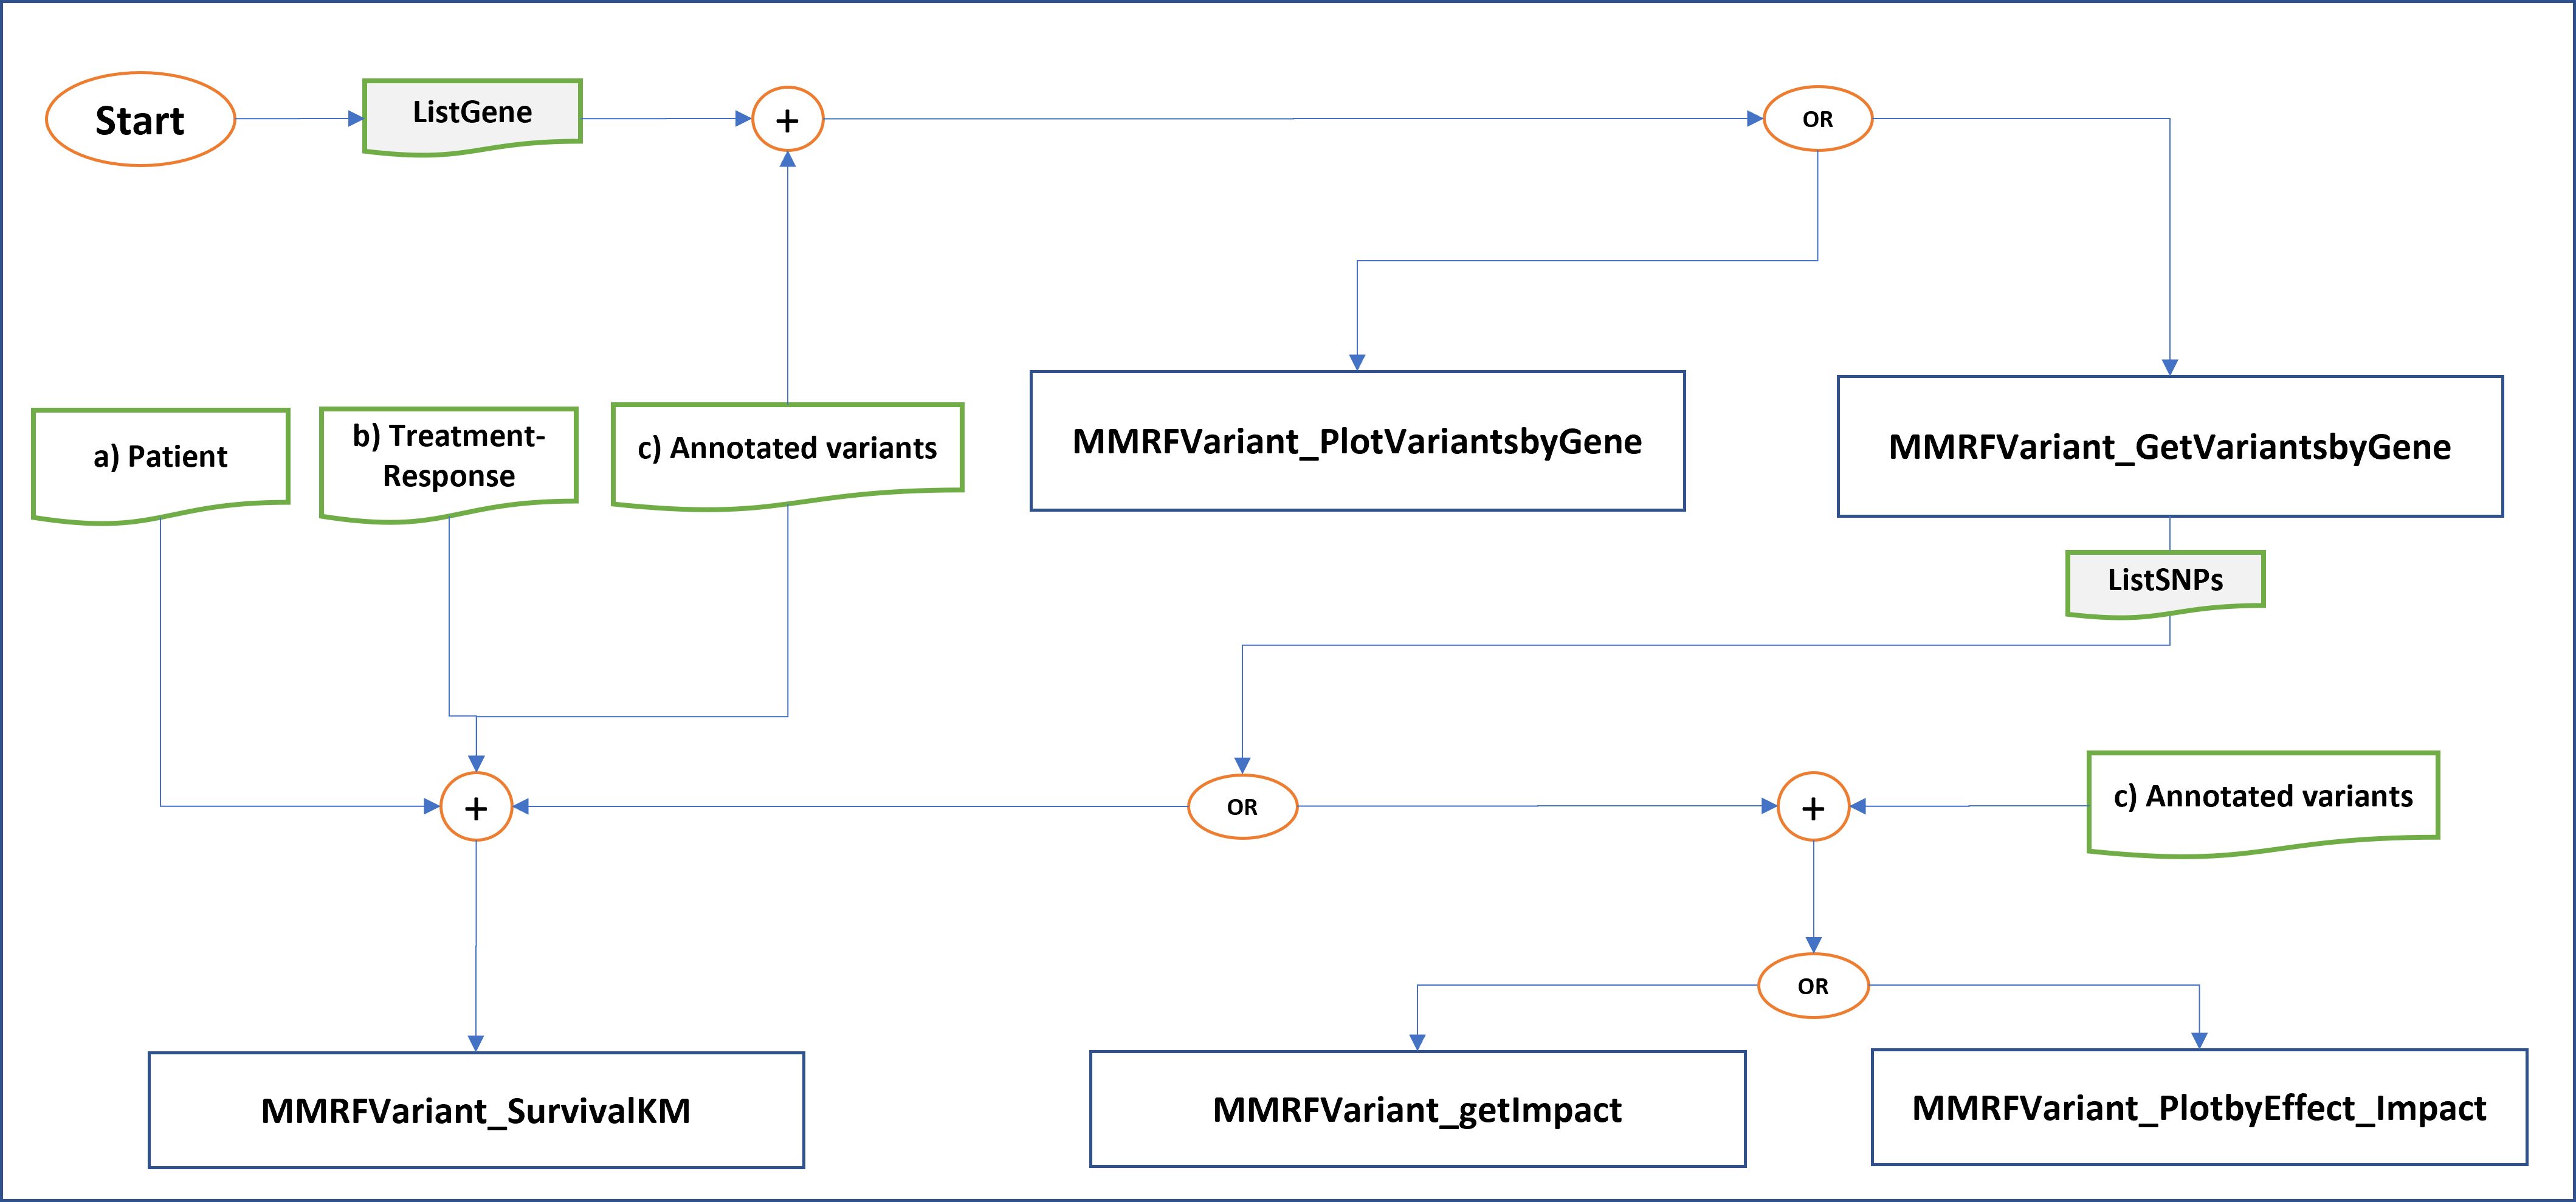 Start
ListGene
+
OR
a) Patient
b) Treatment-
Response
c) Annotated variants
MMRFVariant_PlotVariantsbyGene
MMRFVariant_GetVariantsbyGene
ListSNPs
+
OR
+
c) Annotated variants
OR
MMRFVariant_SurvivalKM
MMRFVariant_getImpact
MMRFVariant_PlotbyEffect_Impact